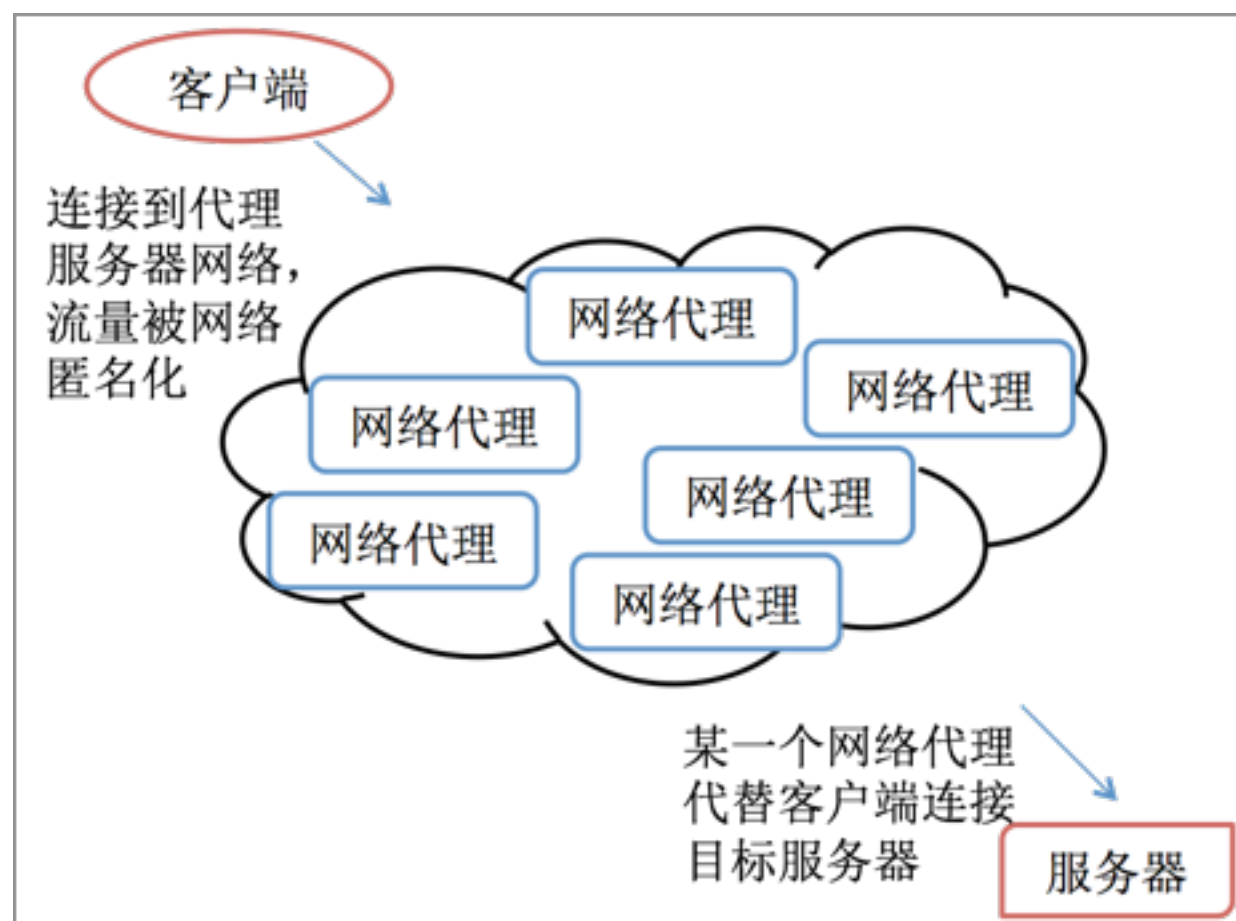 客户端
连接到代理
服务器网络，
流量被网络
匿名化
网络代理
网络代理
网络代理
网络代理
网络代理
网络代理
某一个网络代理
代替客户端连接
目标服务器
服务器